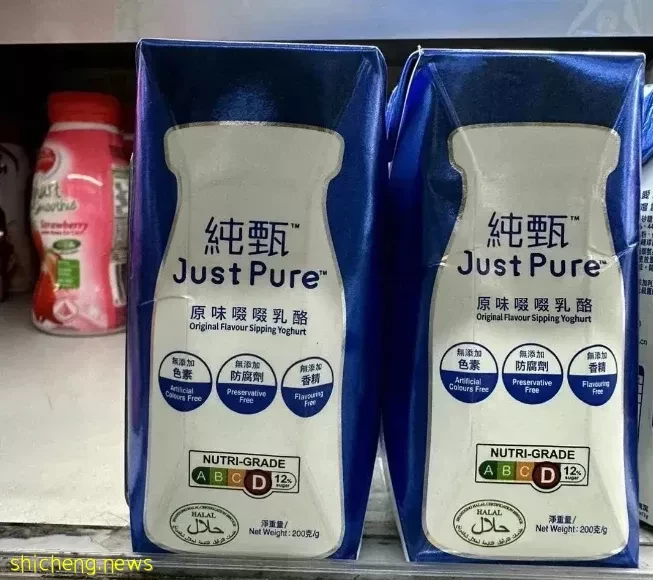 純甄™
Just Pure™
原味啜啜乳酪
Original Flavour Sipping Yoghurt
無添加
色素
Artificial
Colours Free
無添加
防腐劑
Preservative
Free
無添加
香精
Flavouring
Free
NUTRI-GRADE
A B C D 12%
sugar
HALAL
حلال
淨重量/
Net Weight: 200克/g
純甄™
Just Pure™
原味啜啜乳酪
Original Flavour Sipping Yoghurt
無添加
色素
Artificial
Colours Free
無添加
防腐劑
Preservative
Free
無添加
香精
Flavouring
Free
NUTRI-GRADE
A B C D 12%
sugar
HALAL
حلال
淨重量/
Net Weight: 200克/g
Strawberry
shicheng.news